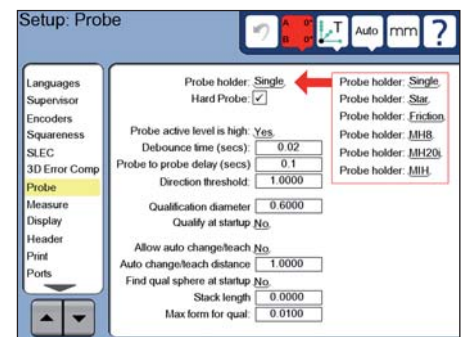 Setup: Probe
A 0°
B 0°
T
Auto
mm
?
Languages
Supervisor
Encoders
Squareness
SLEC
3D Error Comp
Probe
Measure
Display
Header
Print
Ports
Probe holder: Single
Hard Probe: ✓
Probe active level is high: Yes
Debounce time (secs): 0.02
Probe to probe delay (secs) 0.1
Direction threshold: 1.0000
Qualification diameter 0.6000
Qualify at startup No
Allow auto change/teach No
Auto change/teach distance 1.0000
Find qual sphere at startup No
Stack length 0.0000
Max form for qual: 0.0100
Probe holder: Single
Probe holder: Star
Probe holder: Friction
Probe holder: MH8
Probe holder: MH20i
Probe holder: MIH